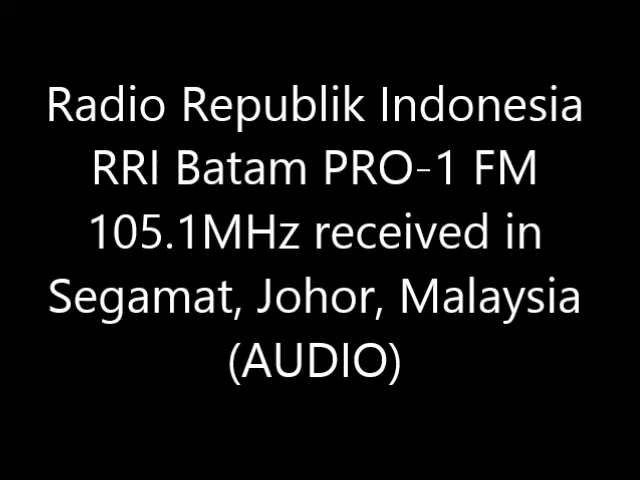 Radio Republik Indonesia
RRI Batam PRO-1 FM
105.1MHz received in
Segamat, Johor, Malaysia
(AUDIO)